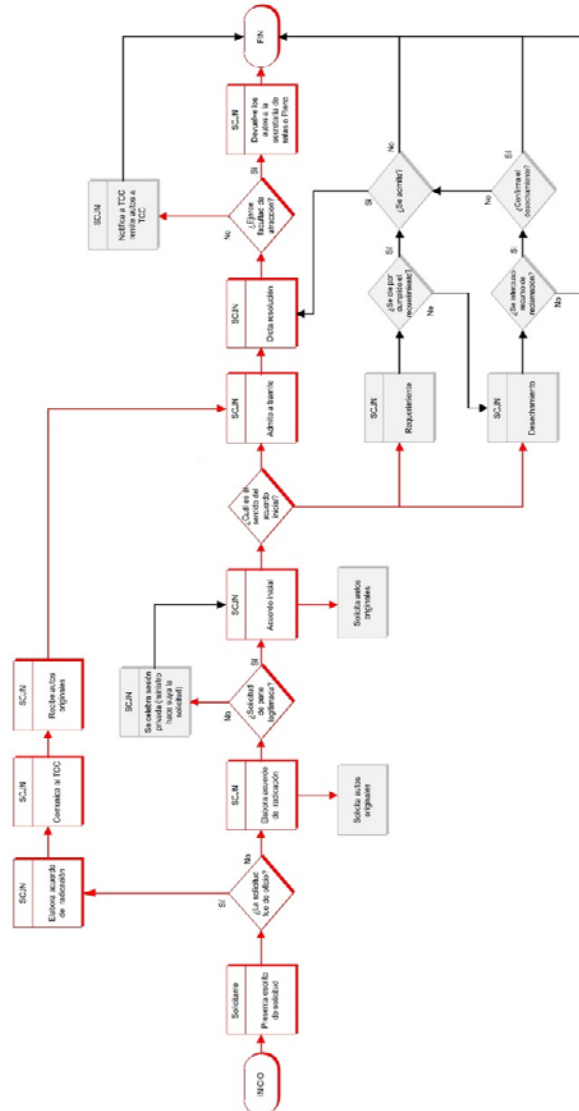 INICIO
Solicitante
Presenta escrito
de solicitud
¿La solicitud
fue de oficio?
Sí
No
SCJN
Elabora acuerdo
de radicación
SCJN
Comunica al TCC
SCJN
Recibe autos
originales
SCJN
Elabora acuerdo
de radicación
Solicita autos
originales
¿Solicitud
de parte
legitimada?
No
Sí
SCJN
Se celebra sesión
privada (ministro
hace suya la
solicitud)
SCJN
Acuerdo inicial
Solicita autos
originales
¿Cuál es el
sentido del
acuerdo
inicial?
SCJN
Admite a trámite
SCJN
Dicta resolución
¿Ejerce
facultad de
atracción?
No
Sí
SCJN
Notifica a TCC
remite autos a
TCC
SCJN
Devuelve los
autos a la
secretaría de
salas o Pleno
FIN
SCJN
Requerimiento
¿Se da por
cumplido el
requerimiento?
Sí
No
¿Se admite?
Sí
No
SCJN
Desechamiento
¿Se interpuso
recurso de
reclamación?
Sí
No
¿Confirma el
desechamiento?
No
Sí